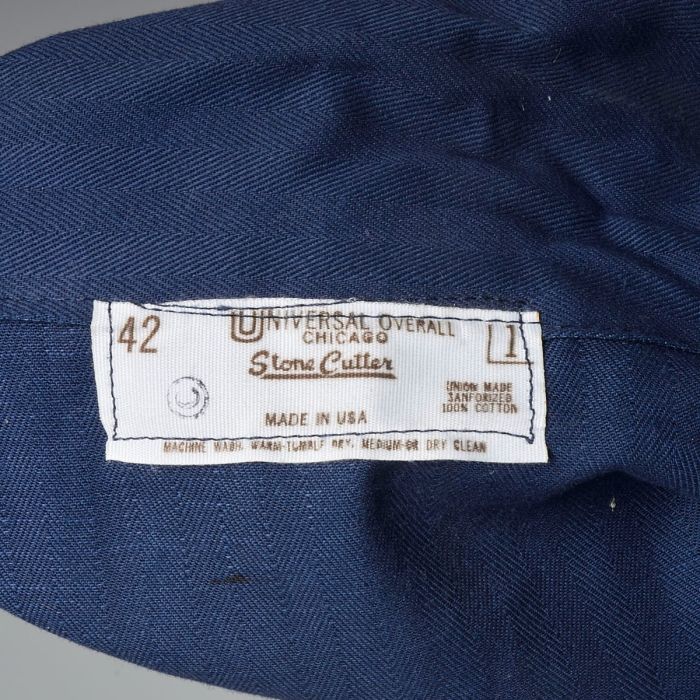 42
UNIVERSAL OVERALL
CHICAGO
Stone Cutter
1
UNION MADE
SANFORIZED
100% COTTON
MADE IN USA
MACHINE WASH, WARM-TUMBLE DRY, MEDIUM-OR DRY CLEAN